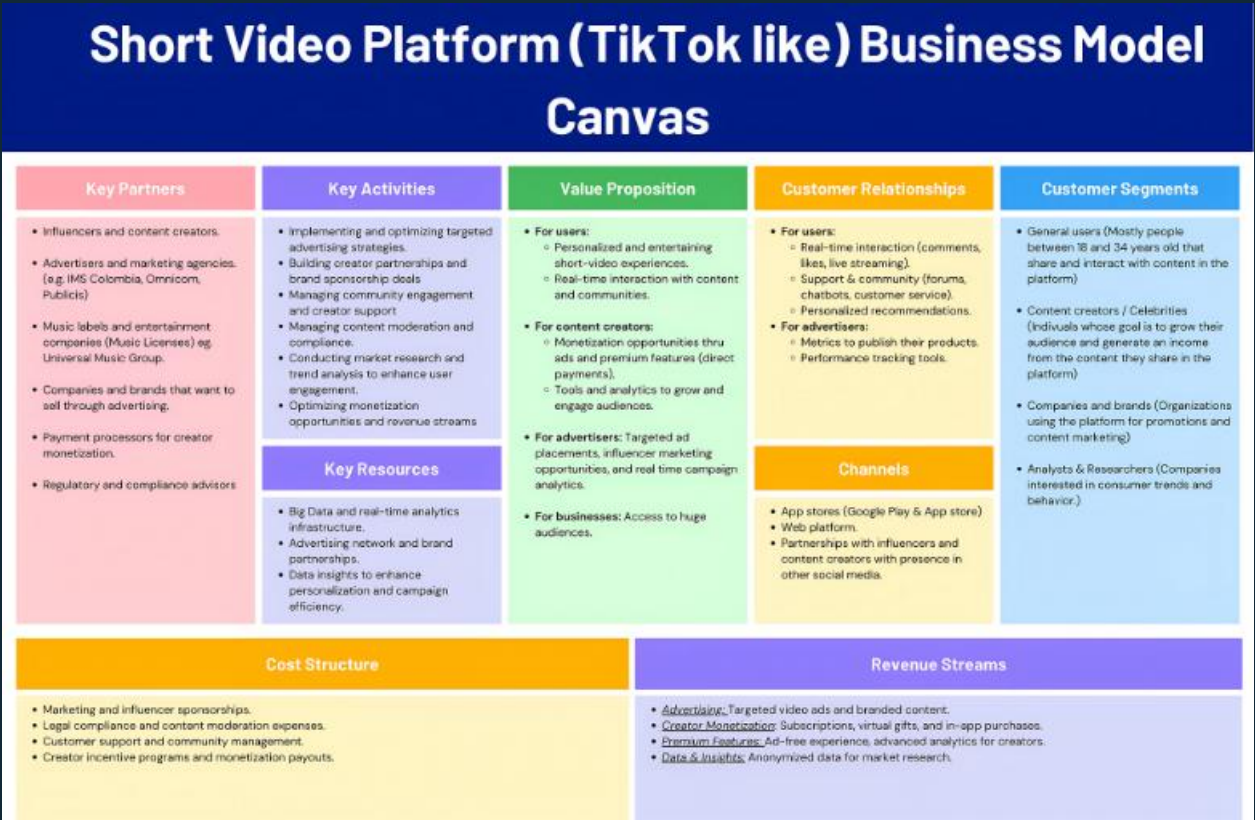 Short Video Platform (TikTok like) Business Model
Canvas
Key Partners
• Influencers and content creators.
• Advertisers and marketing agencies.
(e.g. IMS Colombia, Omnicom,
Publicis)
• Music labels and entertainment
companies (Music Licenses) eg.
Universal Music Group.
• Companies and brands that want to
sell through advertising.
• Payment processors for creator
monetization.
• Regulatory and compliance advisors
Key Activities
• Implementing and optimizing targeted
advertising strategies.
• Building creator partnerships and
brand sponsorship deals
• Managing community engagement
and creator support
• Managing content moderation and
compliance.
• Conducting market research and
trend analysis to enhance user
engagement.
• Optimizing monetization
opportunities and revenue streams
Key Resources
• Big Data and real-time analytics
infrastructure.
• Advertising network and brand
partnerships.
• Data insights to enhance
personalization and campaign
efficiency.
Value Proposition
• For users:
◦ Personalized and entertaining
short-video experiences.
◦ Real-time interaction with content
and communities.
• For content creators:
◦ Monetization opportunities thru
ads and premium features (direct
payments),
◦ Tools and analytics to grow and
engage audiences.
• For advertisers: Targeted ad
placements, influencer marketing
opportunities, and real time campaign
analytics.
• For businesses: Access to huge
audiences.
Customer Relationships
• For users:
◦ Real-time interaction (comments,
likes, live streaming).
◦ Support & community (forums,
chatbots, customer service).
◦ Personalized recommendations.
• For advertisers:
◦ Metrics to publish their products.
◦ Performance tracking tools.
Channels
• App stores (Google Play & App store)
• Web platform.
• Partnerships with influencers and
content creators with presence in
other social media.
Customer Segments
• General users (Mostly people
between 18 and 34 years old that
share and interact with content in the
platform)
• Content creators / Celebrities
(Indivuals whose goal is to grow their
audience and generate an income
from the content they share in the
platform)
• Companies and brands (Organizations
using the platform for promotions and
content marketing)
• Analysts & Researchers (Companies
interested in consumer trends and
behavior.)
Cost Structure
• Marketing and influencer sponsorships.
• Legal compliance and content moderation expenses.
• Customer support and community management.
• Creator incentive programs and monetization payouts.
Revenue Streams
• Advertising: Targeted video ads and branded content.
• Creator Monetization: Subscriptions, virtual gifts, and in-app purchases.
• Premium Features: Ad-free experience, advanced analytics for creators.
• Data & Insights: Anonymized data for market research.